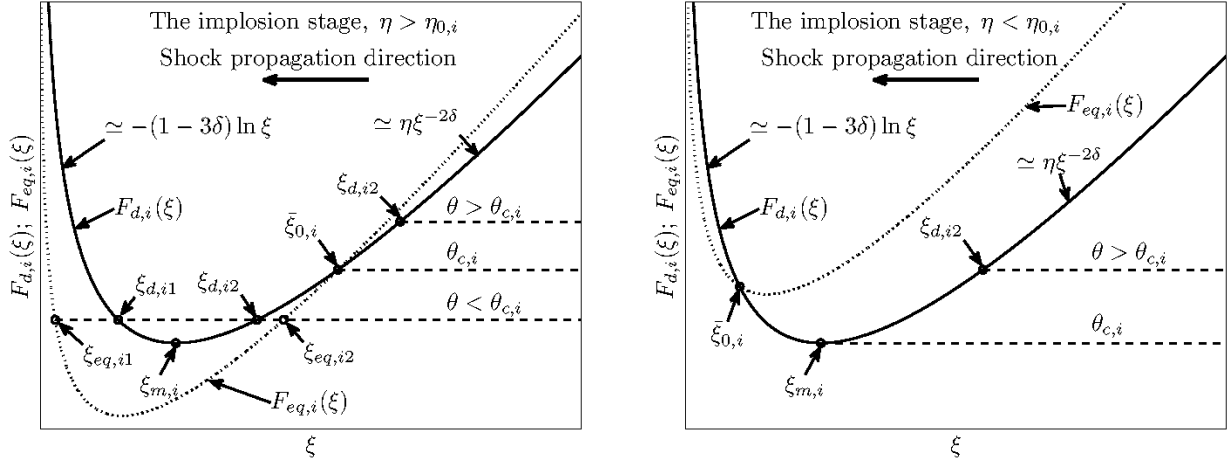 The implosion stage, η > η₀,ᵢ
Shock propagation direction
≃ −(1 − 3δ) ln ξ
≃ ηξ^{−2δ}
F_{d,i}(ξ)
ξ_{d,i2}
θ > θ_{c,i}
ξ̄_{0,i}
θ_{c,i}
ξ_{d,i1}
ξ_{d,i2}
θ < θ_{c,i}
ξ_{eq,i1}
ξ_{m,i}
ξ_{eq,i2}
F_{eq,i}(ξ)
F_{d,i}(ξ); F_{eq,i}(ξ)
ξ
The implosion stage, η < η_{0,i}
Shock propagation direction
F_{eq,i}(ξ)
≃ −(1 − 3δ) ln ξ
≃ ηξ^{−2δ}
F_{d,i}(ξ)
ξ_{d,i2}
θ > θ_{c,i}
ξ̄_{0,i}
θ_{c,i}
ξ_{m,i}
F_{d,i}(ξ); F_{eq,i}(ξ)
ξ